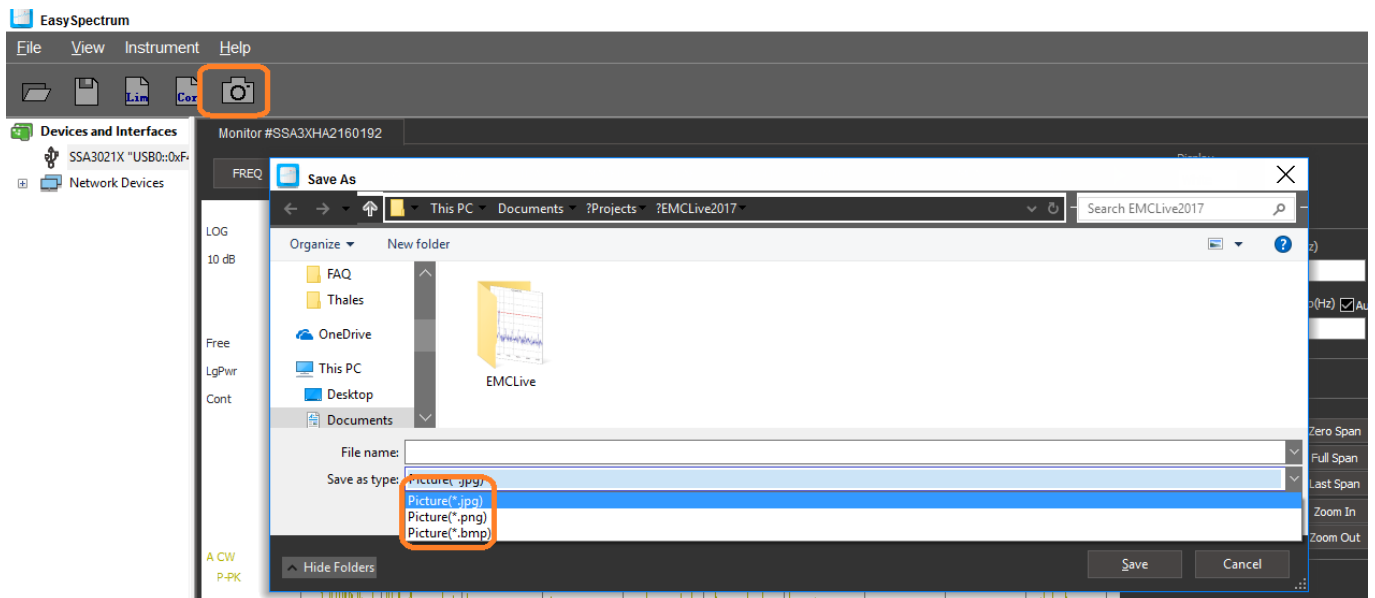 EasySpectrum
File View Instrument Help
Lim Cor
Devices and Interfaces
SSA3021X "USB0::0xF4
Network Devices
Monitor #SSA3XHA2160192
FREQ
Display
LOG
10 dB
Free
LgPwr
Cont
A CW
P-PK
Save As
This PC Documents ?Projects ?EMCLive2017
Search EMCLive2017
Organize New folder
FAQ
Thales
OneDrive
This PC
Desktop
Documents
EMCLive
File name:
Save as type: Picture(*.jpg)
Picture(*.jpg)
Picture(*.png)
Picture(*.bmp)
Hide Folders
Save Cancel
z)
(Hz) Au
Zero Span
Full Span
Last Span
Zoom In
Zoom Out